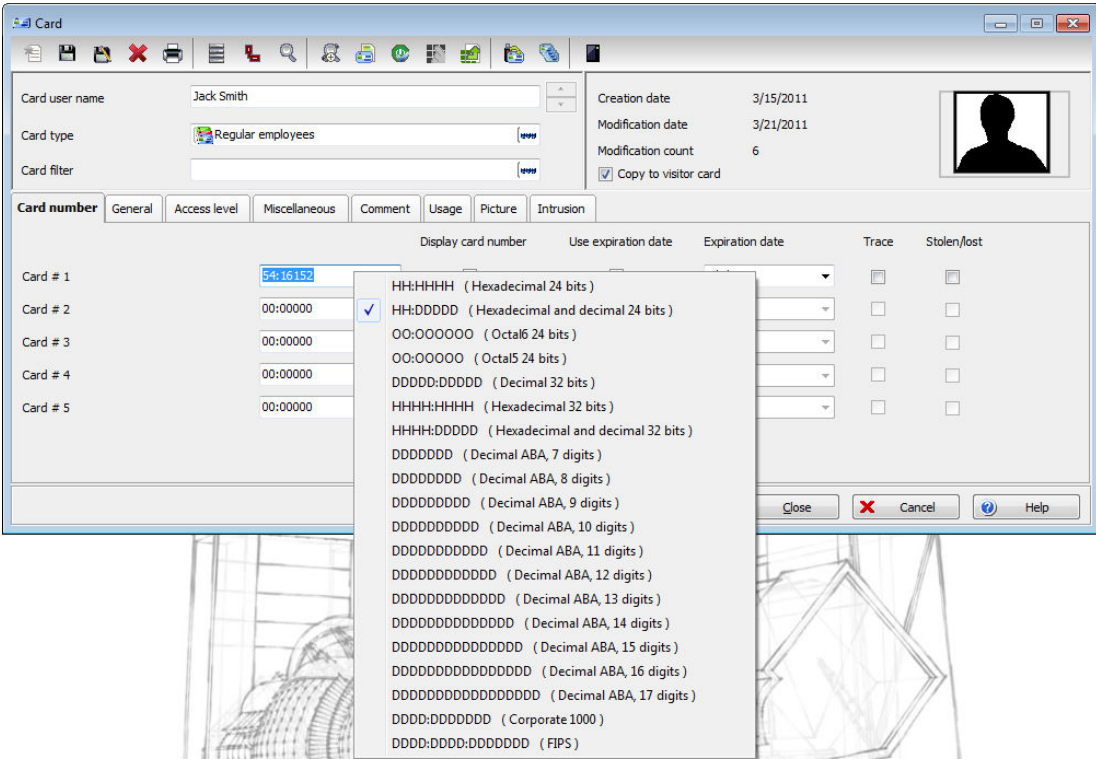 Card
Card user name Jack Smith Creation date 3/15/2011
Card type Regular employees Modification date 3/21/2011
Modification count 6
Card filter Copy to visitor card
Card number General Access level Miscellaneous Comment Usage Picture Intrusion
Display card number Use expiration date Expiration date Trace Stolen/lost
Card # 1 54:16152
Card # 2 00:00000
Card # 3 00:00000
Card # 4 00:00000
Card # 5 00:00000
HH:HHHH ( Hexadecimal 24 bits )
HH:DDDDD ( Hexadecimal and decimal 24 bits )
OO:OOOOOO ( Octal6 24 bits )
OO:OOOOO ( Octal5 24 bits )
DDDDD:DDDDD ( Decimal 32 bits )
HHHH:HHHH ( Hexadecimal 32 bits )
HHHH:DDDDD ( Hexadecimal and decimal 32 bits )
DDDDDDD ( Decimal ABA, 7 digits )
DDDDDDDD ( Decimal ABA, 8 digits )
DDDDDDDDD ( Decimal ABA, 9 digits )
DDDDDDDDDD ( Decimal ABA, 10 digits )
DDDDDDDDDDD ( Decimal ABA, 11 digits )
DDDDDDDDDDDD ( Decimal ABA, 12 digits )
DDDDDDDDDDDDD ( Decimal ABA, 13 digits )
DDDDDDDDDDDDDD ( Decimal ABA, 14 digits )
DDDDDDDDDDDDDDD ( Decimal ABA, 15 digits )
DDDDDDDDDDDDDDDD ( Decimal ABA, 16 digits )
DDDDDDDDDDDDDDDDD ( Decimal ABA, 17 digits )
DDDD:DDDDDDD ( Corporate 1000 )
DDDD:DDDD:DDDDDDD ( FIPS )
Close Cancel Help